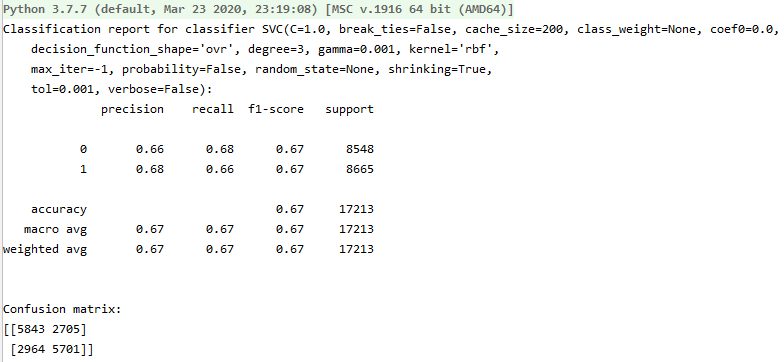 Python 3.7.7 (default, Mar 23 2020, 23:19:08) [MSC v.1916 64 bit (AMD64)]
Classification report for classifier SVC(C=1.0, break_ties=False, cache_size=200, class_weight=None, coef0=0.0,
    decision_function_shape='ovr', degree=3, gamma=0.001, kernel='rbf',
    max_iter=-1, probability=False, random_state=None, shrinking=True,
    tol=0.001, verbose=False):
              precision    recall  f1-score   support
           0       0.66      0.68      0.67      8548
           1       0.68      0.66      0.67      8665
    accuracy                           0.67     17213
   macro avg       0.67      0.67      0.67     17213
weighted avg       0.67      0.67      0.67     17213
Confusion matrix:
[[5843 2705]
 [2964 5701]]